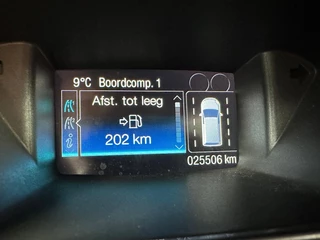 9°C Boordcomp. 1
Afst. tot leeg
202 km
025506 km